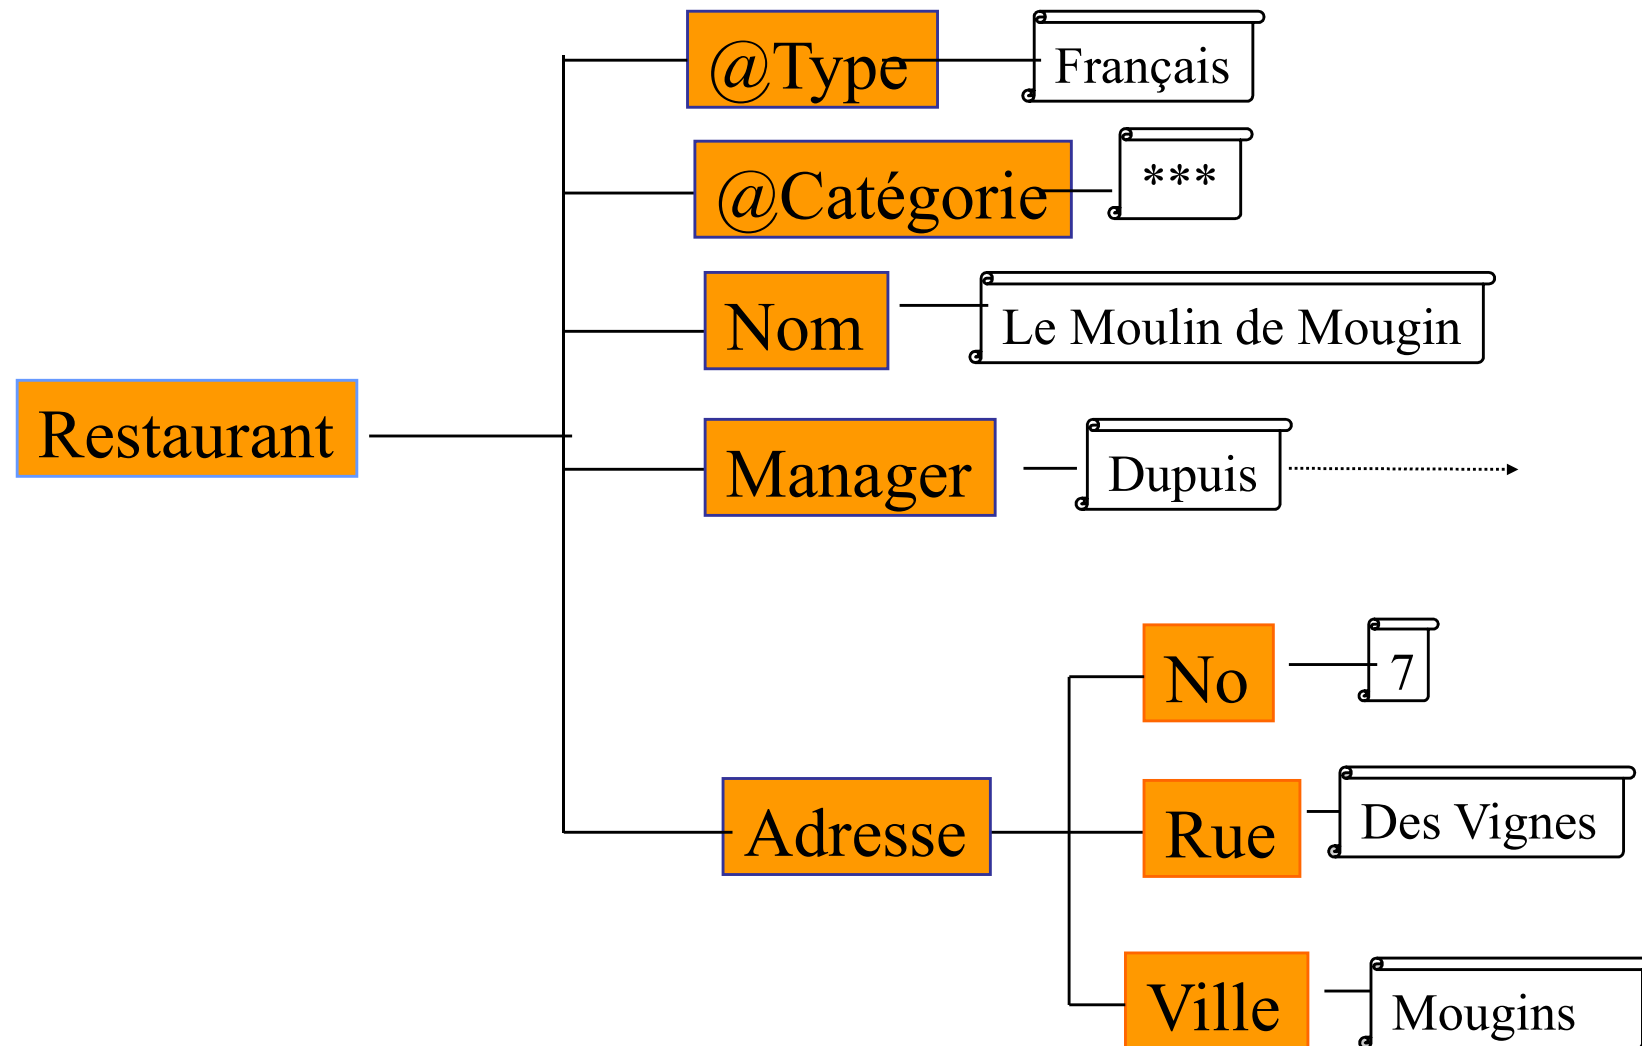 @Type Français
@Catégorie ***
Nom Le Moulin de Mougin
Restaurant
Manager Dupuis
No 7
Adresse Rue Des Vignes
Ville Mougins